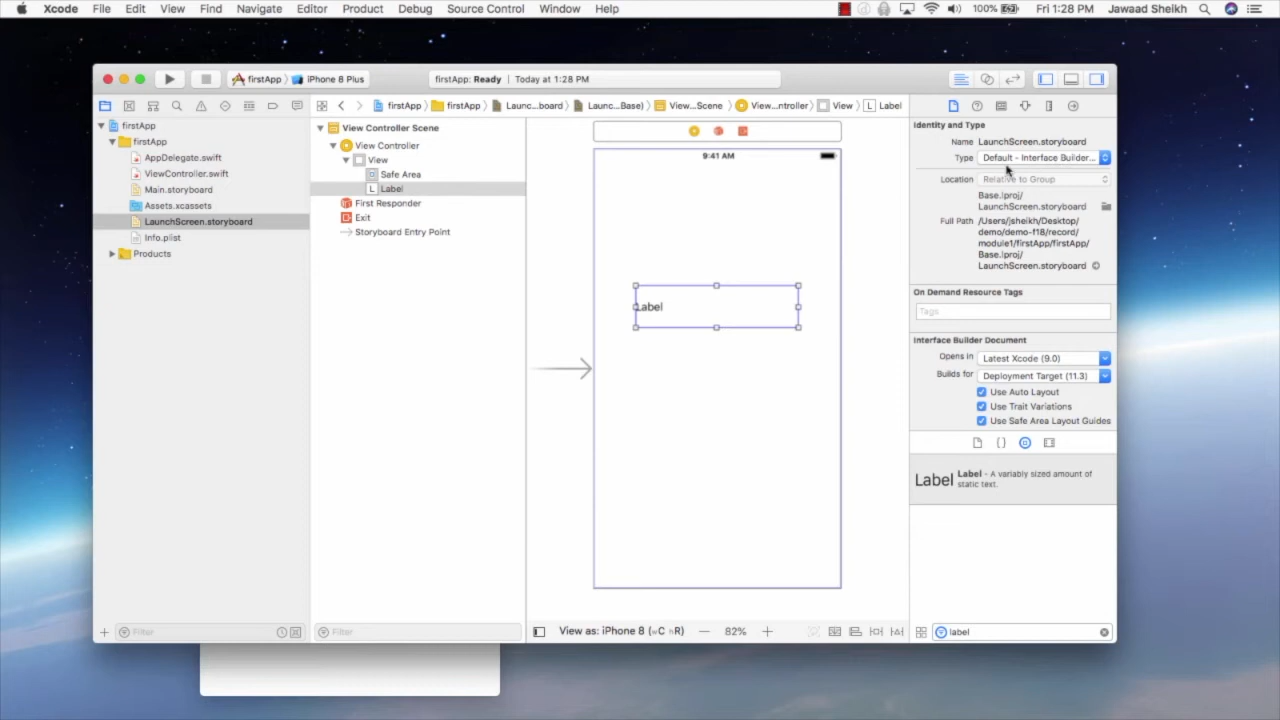 Xcode File Edit View Find Navigate Editor Product Debug Source Control Window Help 100% Fri 1:28 PM Jawaad Sheikh
firstApp iPhone 8 Plus firstApp: Ready Today at 1:28 PM
firstApp firstApp Launc...board Launc...Base) View...Scene View...ntroller View L Label
firstApp
firstApp
AppDelegate.swift
ViewController.swift
Main.storyboard
Assets.xcassets
LaunchScreen.storyboard
Info.plist
Products
Filter
View Controller Scene
View Controller
View
Safe Area
L Label
First Responder
Exit
Storyboard Entry Point
Filter
9:41 AM
Label
View as: iPhone 8 (wC hR) 82%
Identity and Type
Name LaunchScreen.storyboard
Type Default - Interface Builder...
Location Relative to Group
Base.lproj/
LaunchScreen.storyboard
Full Path /Users/jsheikh/Desktop/
demo/demo-f18/record/
module1/firstApp/firstApp/
Base.lproj/
LaunchScreen.storyboard
On Demand Resource Tags
Tags
Interface Builder Document
Opens in Latest Xcode (9.0)
Builds for Deployment Target (11.3)
Use Auto Layout
Use Trait Variations
Use Safe Area Layout Guides
Label Label - A variably sized amount of
static text.
label